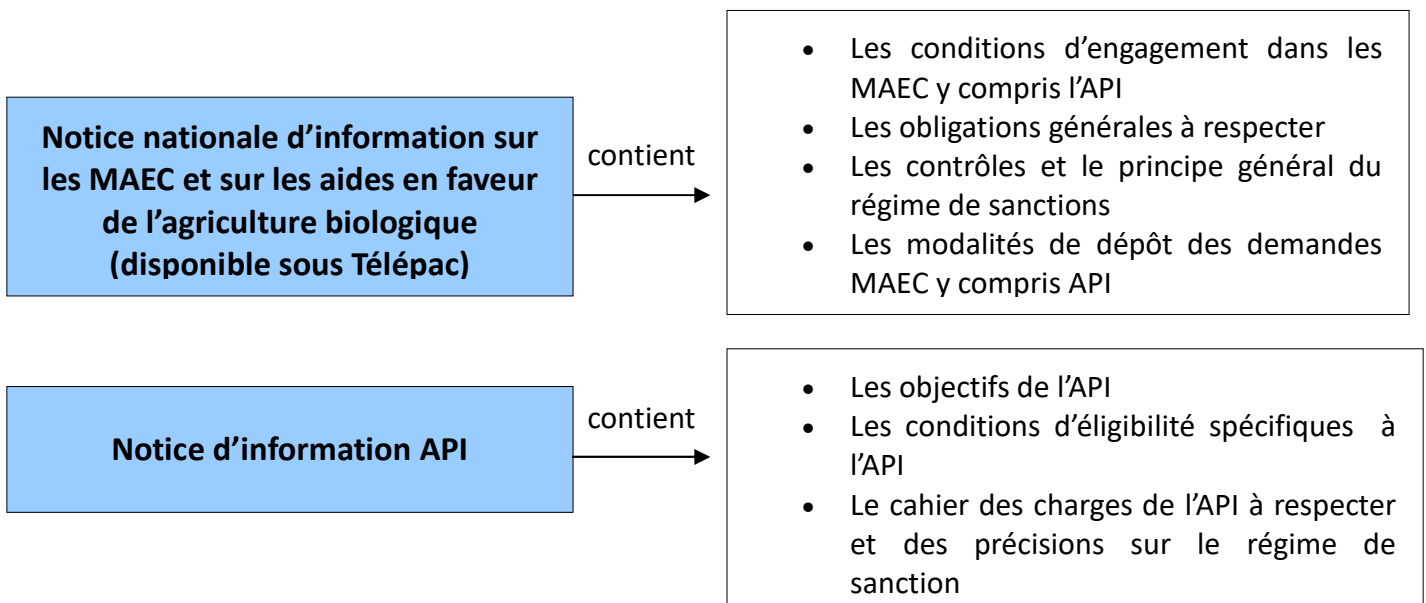 Notice nationale d’information sur
les MAEC et sur les aides en faveur
de l’agriculture biologique
(disponible sous Télépac)
contient
• Les conditions d’engagement dans les
MAEC y compris l’API
• Les obligations générales à respecter
• Les contrôles et le principe général du
régime de sanctions
• Les modalités de dépôt des demandes
MAEC y compris API
Notice d’information API
contient
• Les objectifs de l’API
• Les conditions d’éligibilité spécifiques à
l’API
• Le cahier des charges de l’API à respecter
et des précisions sur le régime de
sanction